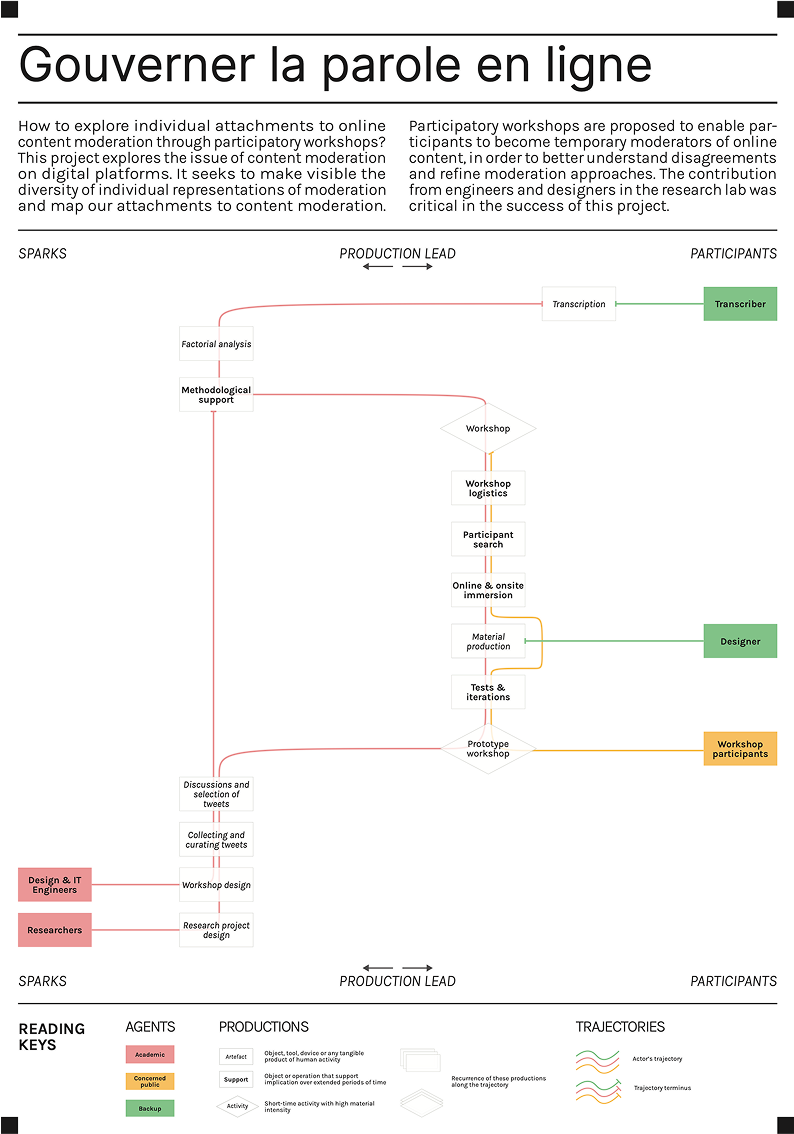 Gouverner la parole en ligne
How to explore individual attachments to online
content moderation through participatory workshops?
This project explores the issue of content moderation
on digital platforms. It seeks to make visible the
diversity of individual representations of moderation
and map our attachments to content moderation.
Participatory workshops are proposed to enable par-
ticipants to become temporary moderators of online
content, in order to better understand disagreements
and refine moderation approaches. The contribution
from engineers and designers in the research lab was
critical in the success of this project.
SPARKS
PRODUCTION LEAD
PARTICIPANTS
Transcription
Transcriber
Factorial analysis
Methodological
support
Workshop
Workshop
logistics
Participant
search
Online & onsite
immersion
Material
production
Designer
Tests &
iterations
Prototype
workshop
Workshop
participants
Discussions and
selection of
tweets
Collecting and
curating tweets
Design & IT
Engineers
Workshop design
Researchers
Research project
design
SPARKS
PRODUCTION LEAD
PARTICIPANTS
READING
KEYS
AGENTS
Academic
Concerned
public
Backup
PRODUCTIONS
Artefact
Object, tool, device or any tangible
product of human activity
Support
Object or operation that support
implication over extended periods of time
Activity
Short-time activity with high material
intensity
Recurrence of these productions
along the trajectory
TRAJECTORIES
Actor's trajectory
Trajectory terminus